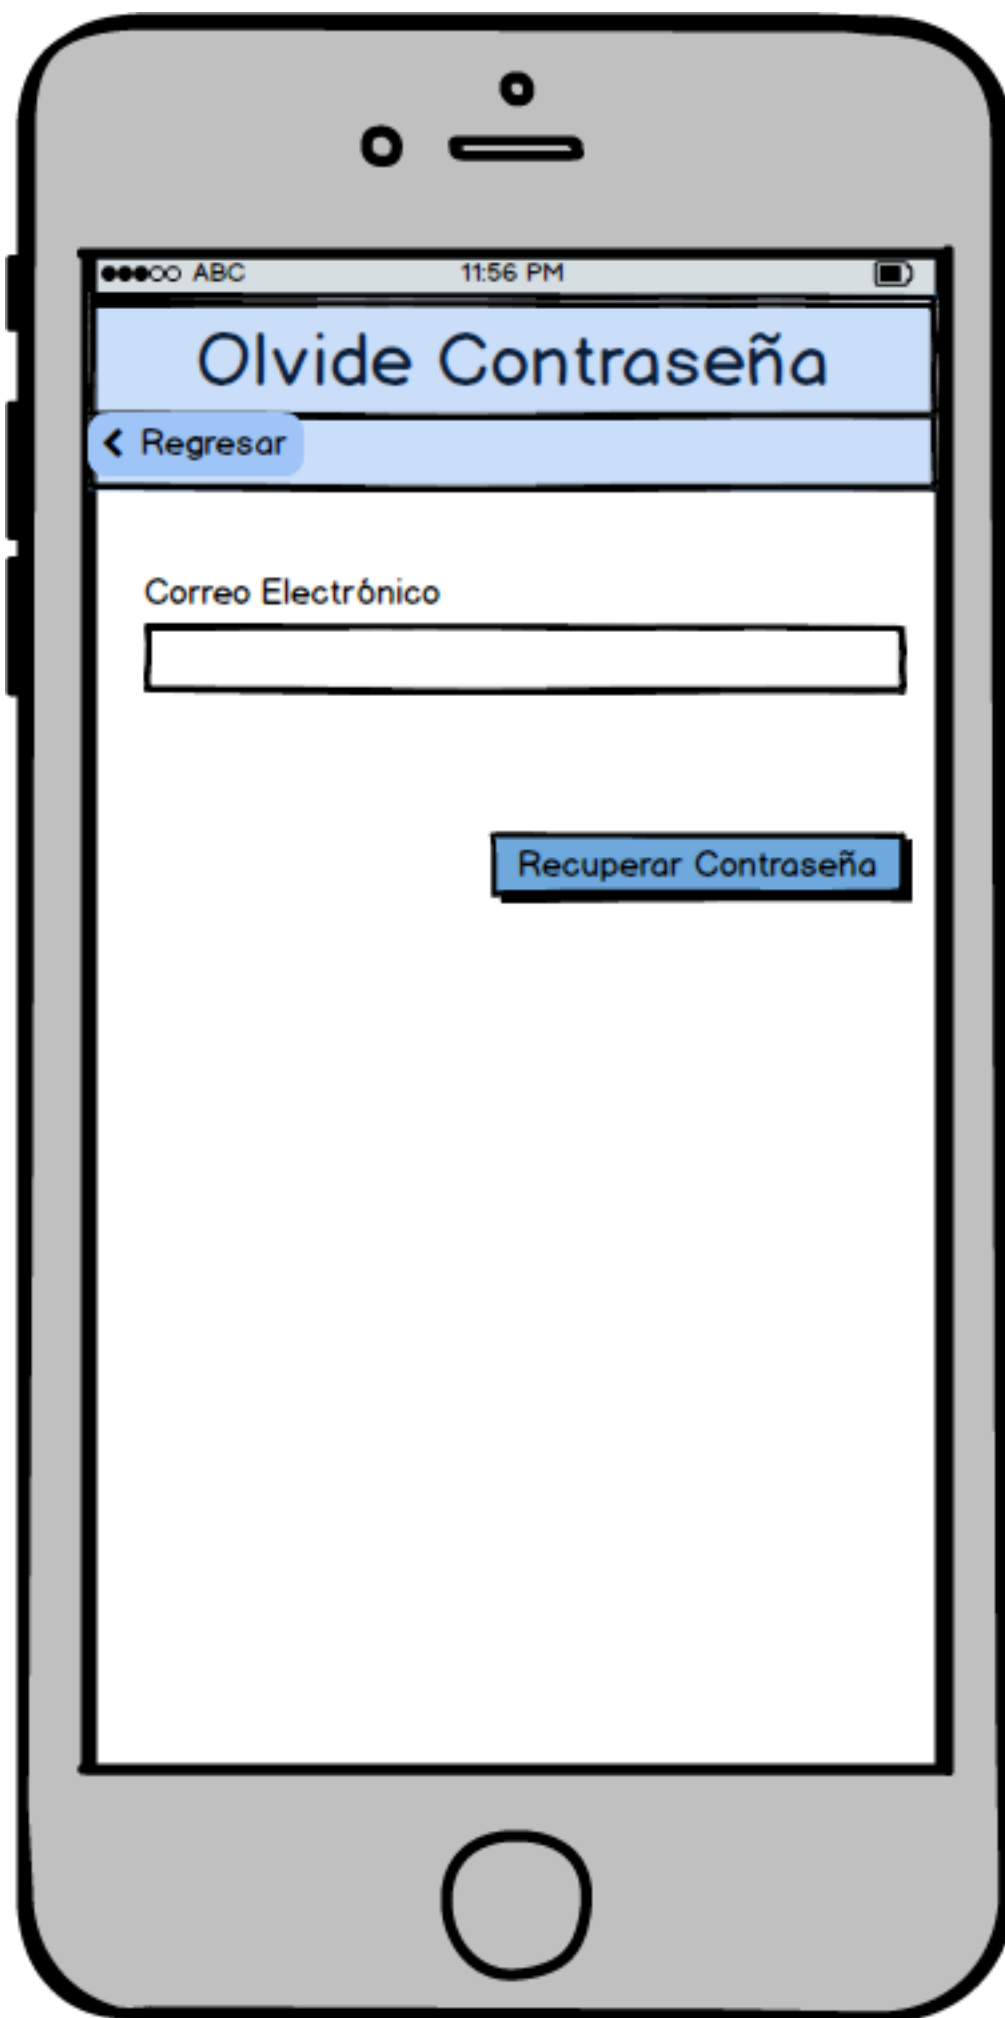 ABC 11:56 PM
Olvide Contraseña
Regresar
Correo Electrónico
Recuperar Contraseña